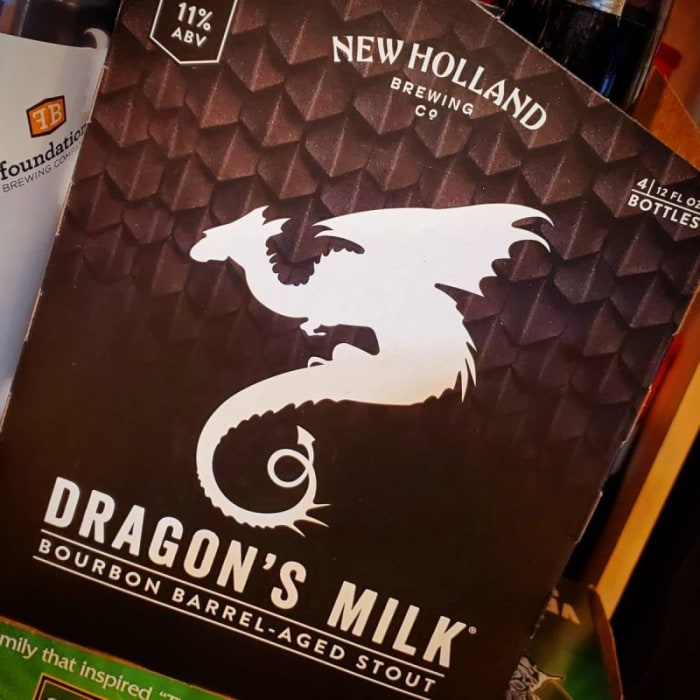 11%
ABV
NEW HOLLAND
BREWING
CO
4 | 12 FL OZ
BOTTLES
FB
foundation
BREWING
DRAGON'S MILK®
BOURBON BARREL-AGED STOUT
mily that inspired "T